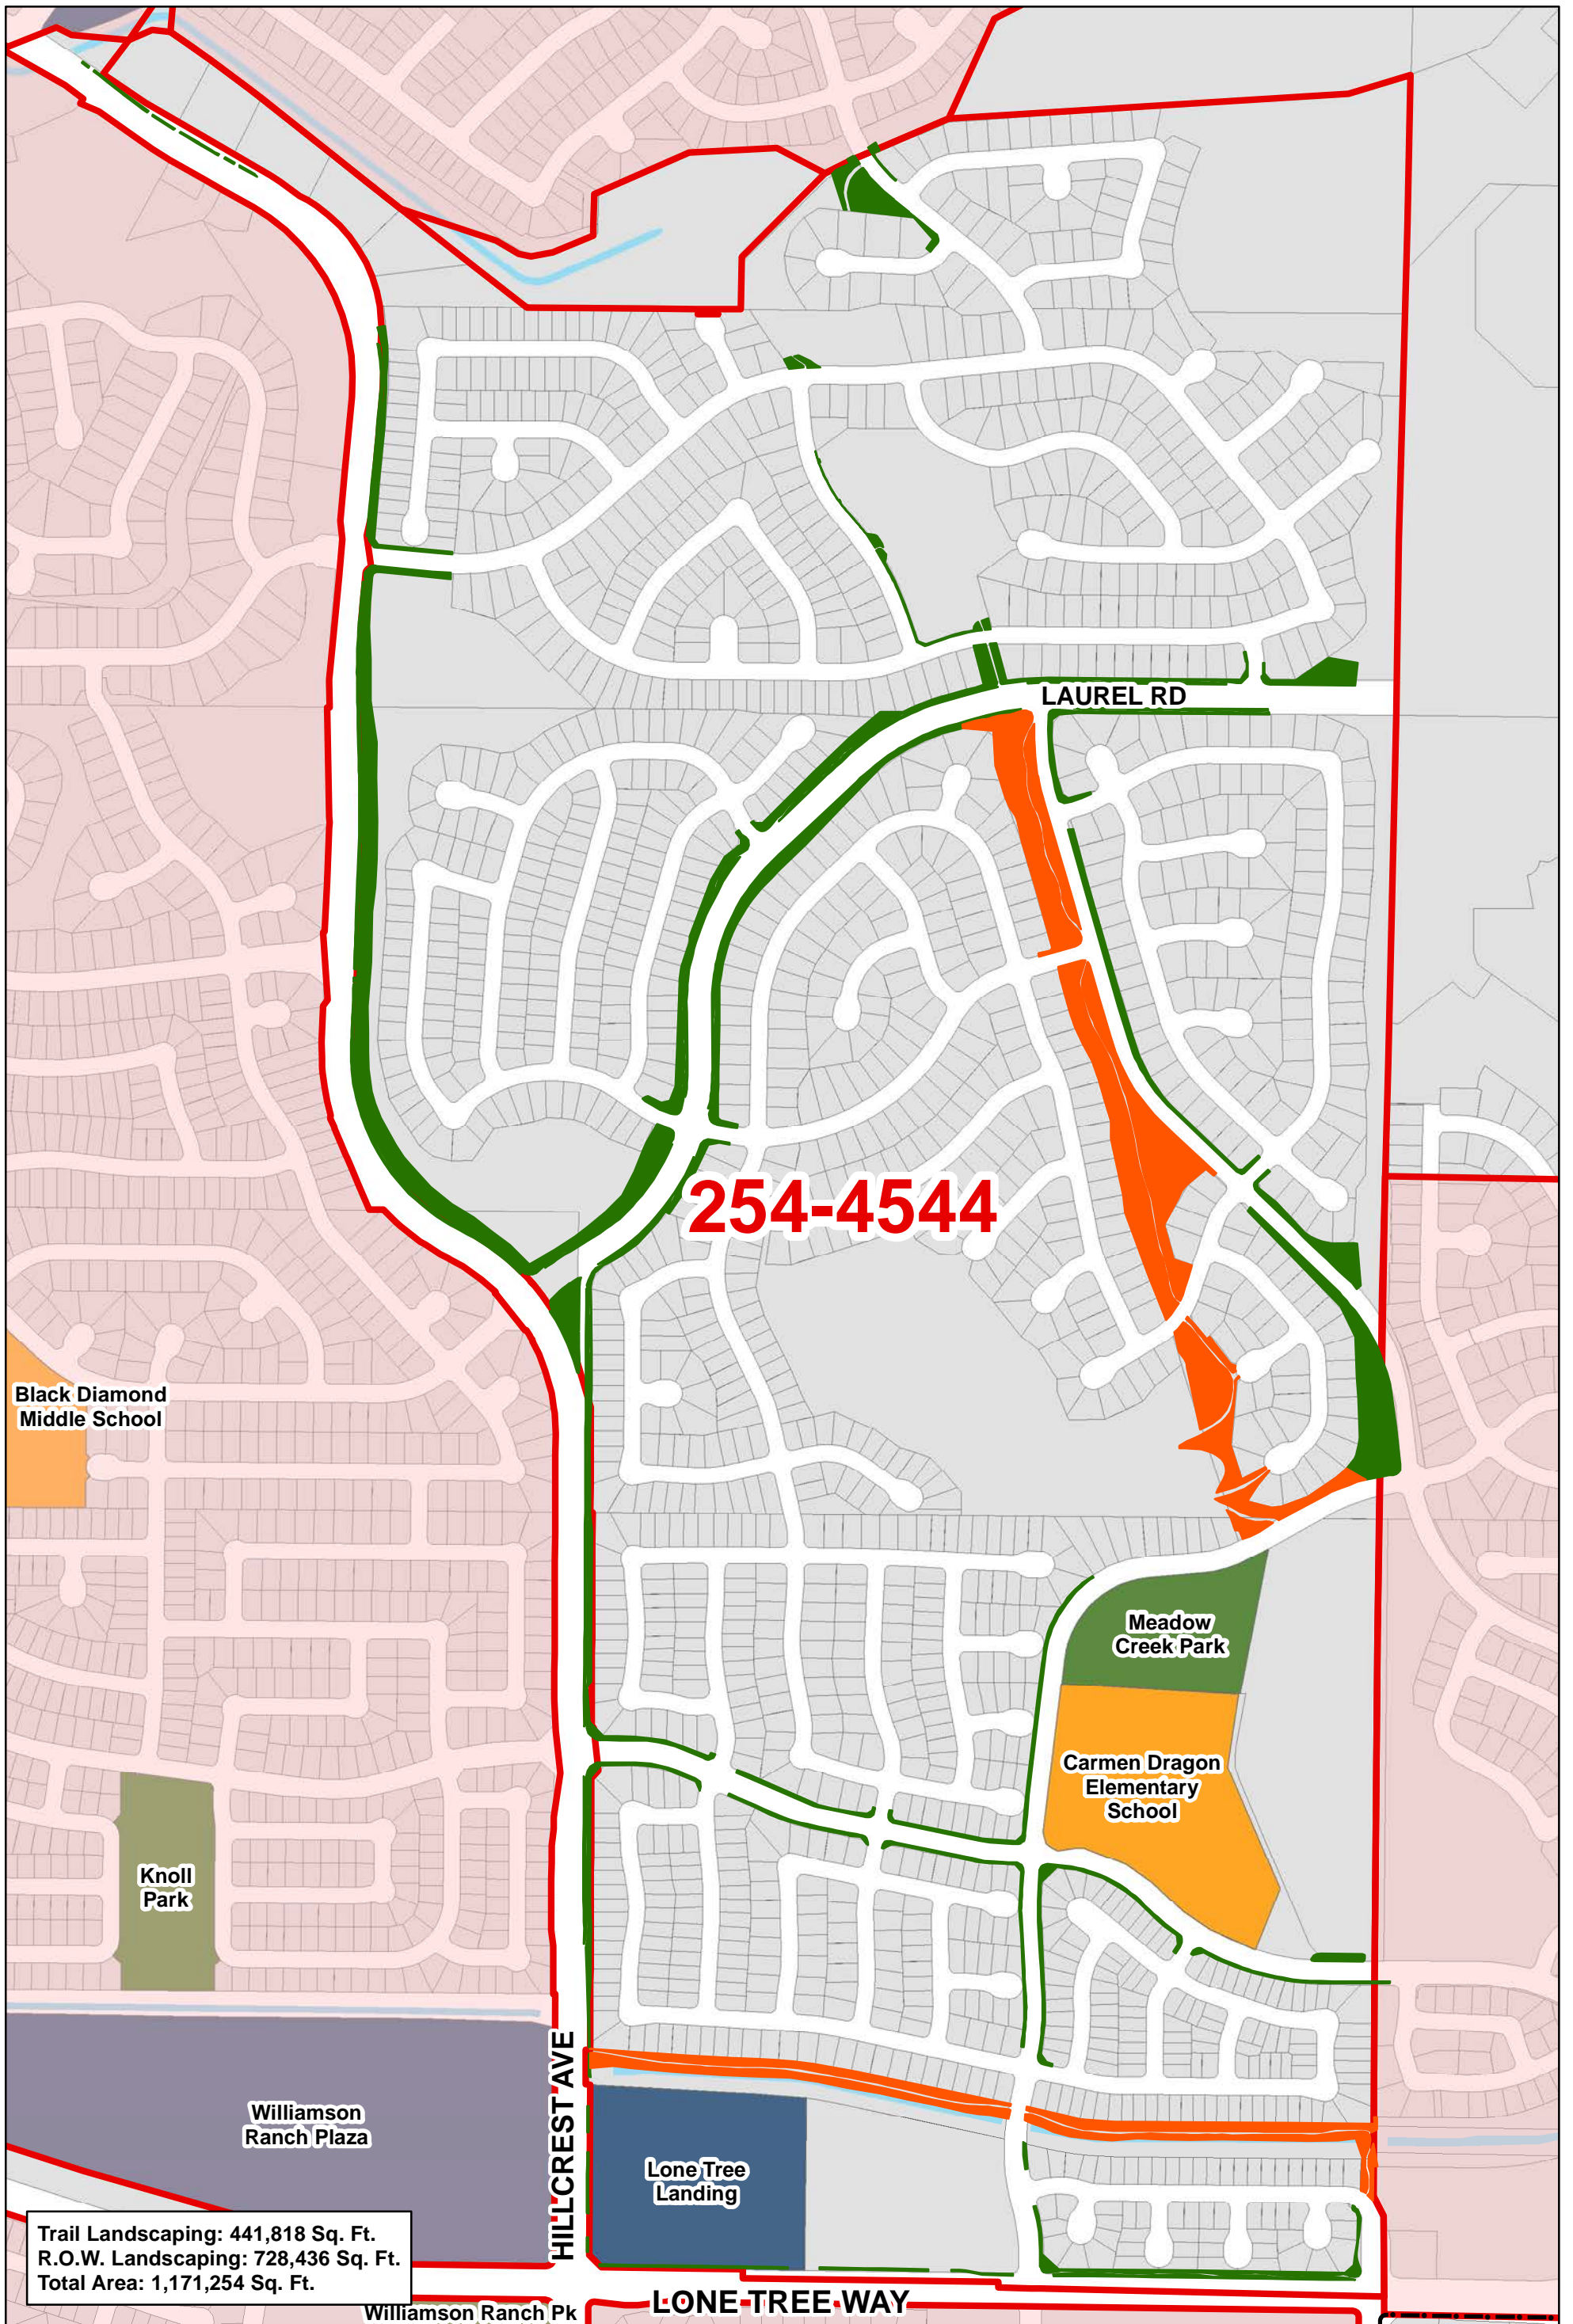 LAUREL RD
254-4544
Black Diamond
Middle School
Meadow
Creek Park
Carmen Dragon
Elementary
School
Knoll
Park
Williamson
Ranch Plaza
HILLCREST AVE
Lone Tree
Landing
Trail Landscaping: 441,818 Sq. Ft.
R.O.W. Landscaping: 728,436 Sq. Ft.
Total Area: 1,171,254 Sq. Ft.
LONE TREE WAY
Williamson Ranch Pk